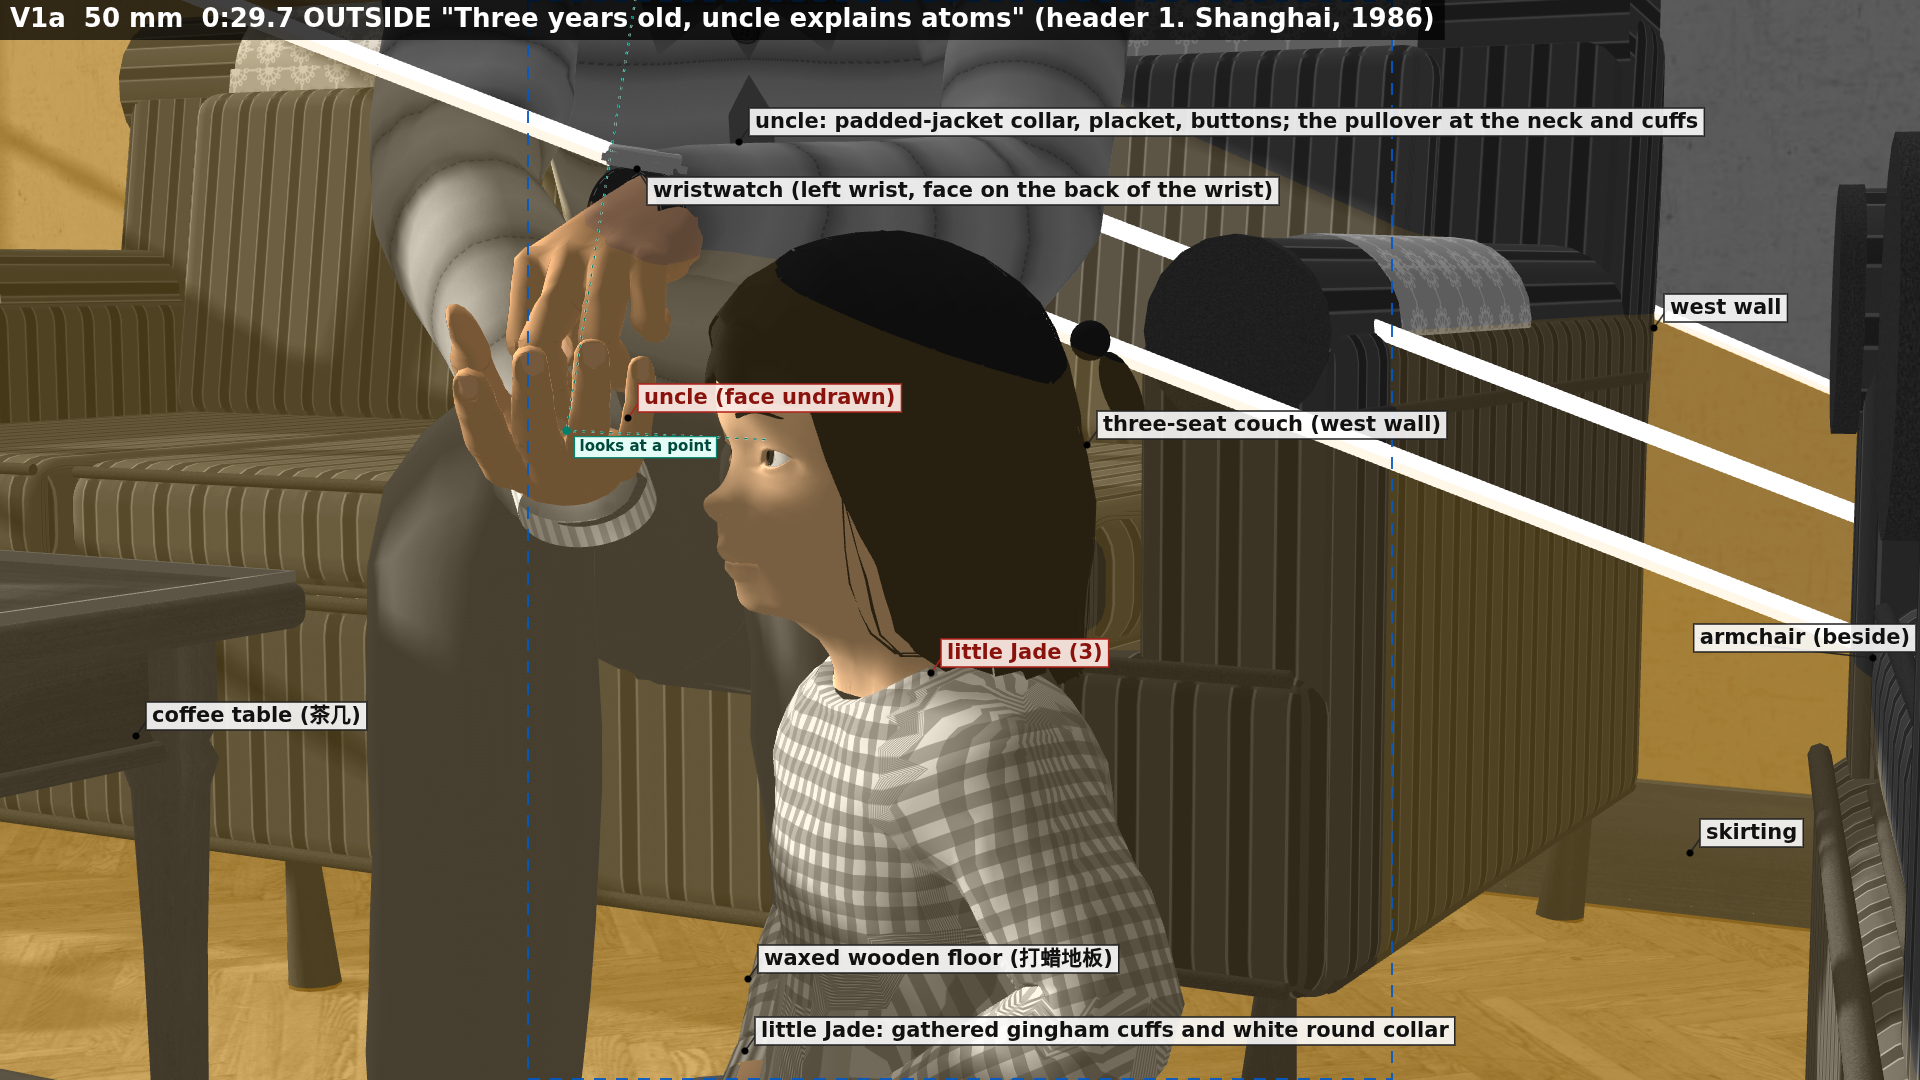 V1a 50 mm 0:29.7 OUTSIDE "Three years old, uncle explains atoms" (header 1. Shanghai, 1986)
uncle: padded-jacket collar, placket, buttons; the pullover at the neck and cuffs
wristwatch (left wrist, face on the back of the wrist)
west wall
uncle (face undrawn)
three-seat couch (west wall)
looks at a point
armchair (beside)
little Jade (3)
coffee table (茶几)
skirting
waxed wooden floor (打蜡地板)
little Jade: gathered gingham cuffs and white round collar